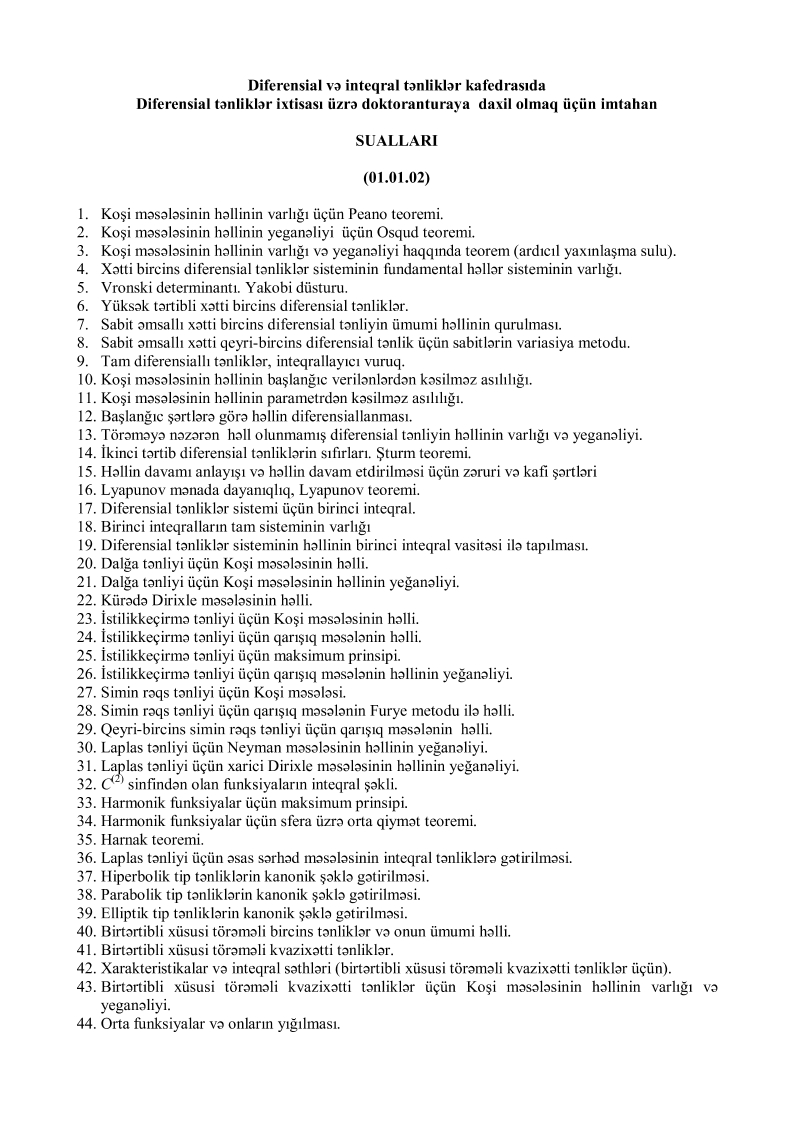 Diferensial və inteqral tənliklər kafedrasıda
Diferensial tənliklər ixtisası üzrə doktoranturaya daxil olmaq üçün imtahan
SUALLARI
(01.01.02)
1. Koşi məsələsinin həllinin varlığı üçün Peano teoremi.
2. Koşi məsələsinin həllinin yeganəliyi üçün Osqud teoremi.
3. Koşi məsələsinin həllinin varlığı və yeganəliyi haqqında teorem (ardıcıl yaxınlaşma sulu).
4. Xətti bircins diferensial tənliklər sisteminin fundamental həllər sisteminin varlığı.
5. Vronski determinantı. Yakobi düsturu.
6. Yüksək tərtibli xətti bircins diferensial tənliklər.
7. Sabit əmsallı xətti bircins diferensial tənliyin ümumi həllinin qurulması.
8. Sabit əmsallı xətti qeyri-bircins diferensial tənlik üçün sabitlərin variasiya metodu.
9. Tam diferensiallı tənliklər, inteqrallayıcı vuruq.
10. Koşi məsələsinin həllinin başlanğıc verilənlərdən kəsilməz asılılığı.
11. Koşi məsələsinin həllinin parametrdən kəsilməz asılılığı.
12. Başlanğıc şərtlərə görə həllin diferensiallanması.
13. Törəməyə nəzərən həll olunmamış diferensial tənliyin həllinin varlığı və yeganəliyi.
14. İkinci tərtib diferensial tənliklərin sıfırları. Şturm teoremi.
15. Həllin davamı anlayışı və həllin davam etdirilməsi üçün zəruri və kafi şərtləri
16. Lyapunov mənada dayanıqlıq, Lyapunov teoremi.
17. Diferensial tənliklər sistemi üçün birinci inteqral.
18. Birinci inteqralların tam sisteminin varlığı
19. Diferensial tənliklər sisteminin həllinin birinci inteqral vasitəsi ilə tapılması.
20. Dalğa tənliyi üçün Koşi məsələsinin həlli.
21. Dalğa tənliyi üçün Koşi məsələsinin həllinin yeğanəliyi.
22. Kürədə Dirixle məsələsinin həlli.
23. İstilikkeçirmə tənliyi üçün Koşi məsələsinin həlli.
24. İstilikkeçirmə tənliyi üçün qarışıq məsələnin həlli.
25. İstilikkeçirmə tənliyi üçün maksimum prinsipi.
26. İstilikkeçirmə tənliyi üçün qarışıq məsələnin həllinin yeğanəliyi.
27. Simin rəqs tənliyi üçün Koşi məsələsi.
28. Simin rəqs tənliyi üçün qarışıq məsələnin Furye metodu ilə həlli.
29. Qeyri-bircins simin rəqs tənliyi üçün qarışıq məsələnin həlli.
30. Laplas tənliyi üçün Neyman məsələsinin həllinin yeğanəliyi.
31. Laplas tənliyi üçün xarici Dirixle məsələsinin həllinin yeğanəliyi.
32. C⁽²⁾ sinfindən olan funksiyaların inteqral şəkli.
33. Harmonik funksiyalar üçün maksimum prinsipi.
34. Harmonik funksiyalar üçün sfera üzrə orta qiymət teoremi.
35. Harnak teoremi.
36. Laplas tənliyi üçün əsas sərhəd məsələsinin inteqral tənliklərə gətirilməsi.
37. Hiperbolik tip tənliklərin kanonik şəklə gətirilməsi.
38. Parabolik tip tənliklərin kanonik şəklə gətirilməsi.
39. Elliptik tip tənliklərin kanonik şəklə gətirilməsi.
40. Birtərtibli xüsusi törəməli bircins tənliklər və onun ümumi həlli.
41. Birtərtibli xüsusi törəməli kvazixətti tənliklər.
42. Xarakteristikalar və inteqral səthləri (birtərtibli xüsusi törəməli kvazixətti tənliklər üçün).
43. Birtərtibli xüsusi törəməli kvazixətti tənliklər üçün Koşi məsələsinin həllinin varlığı və
yeganəliyi.
44. Orta funksiyalar və onların yığılması.